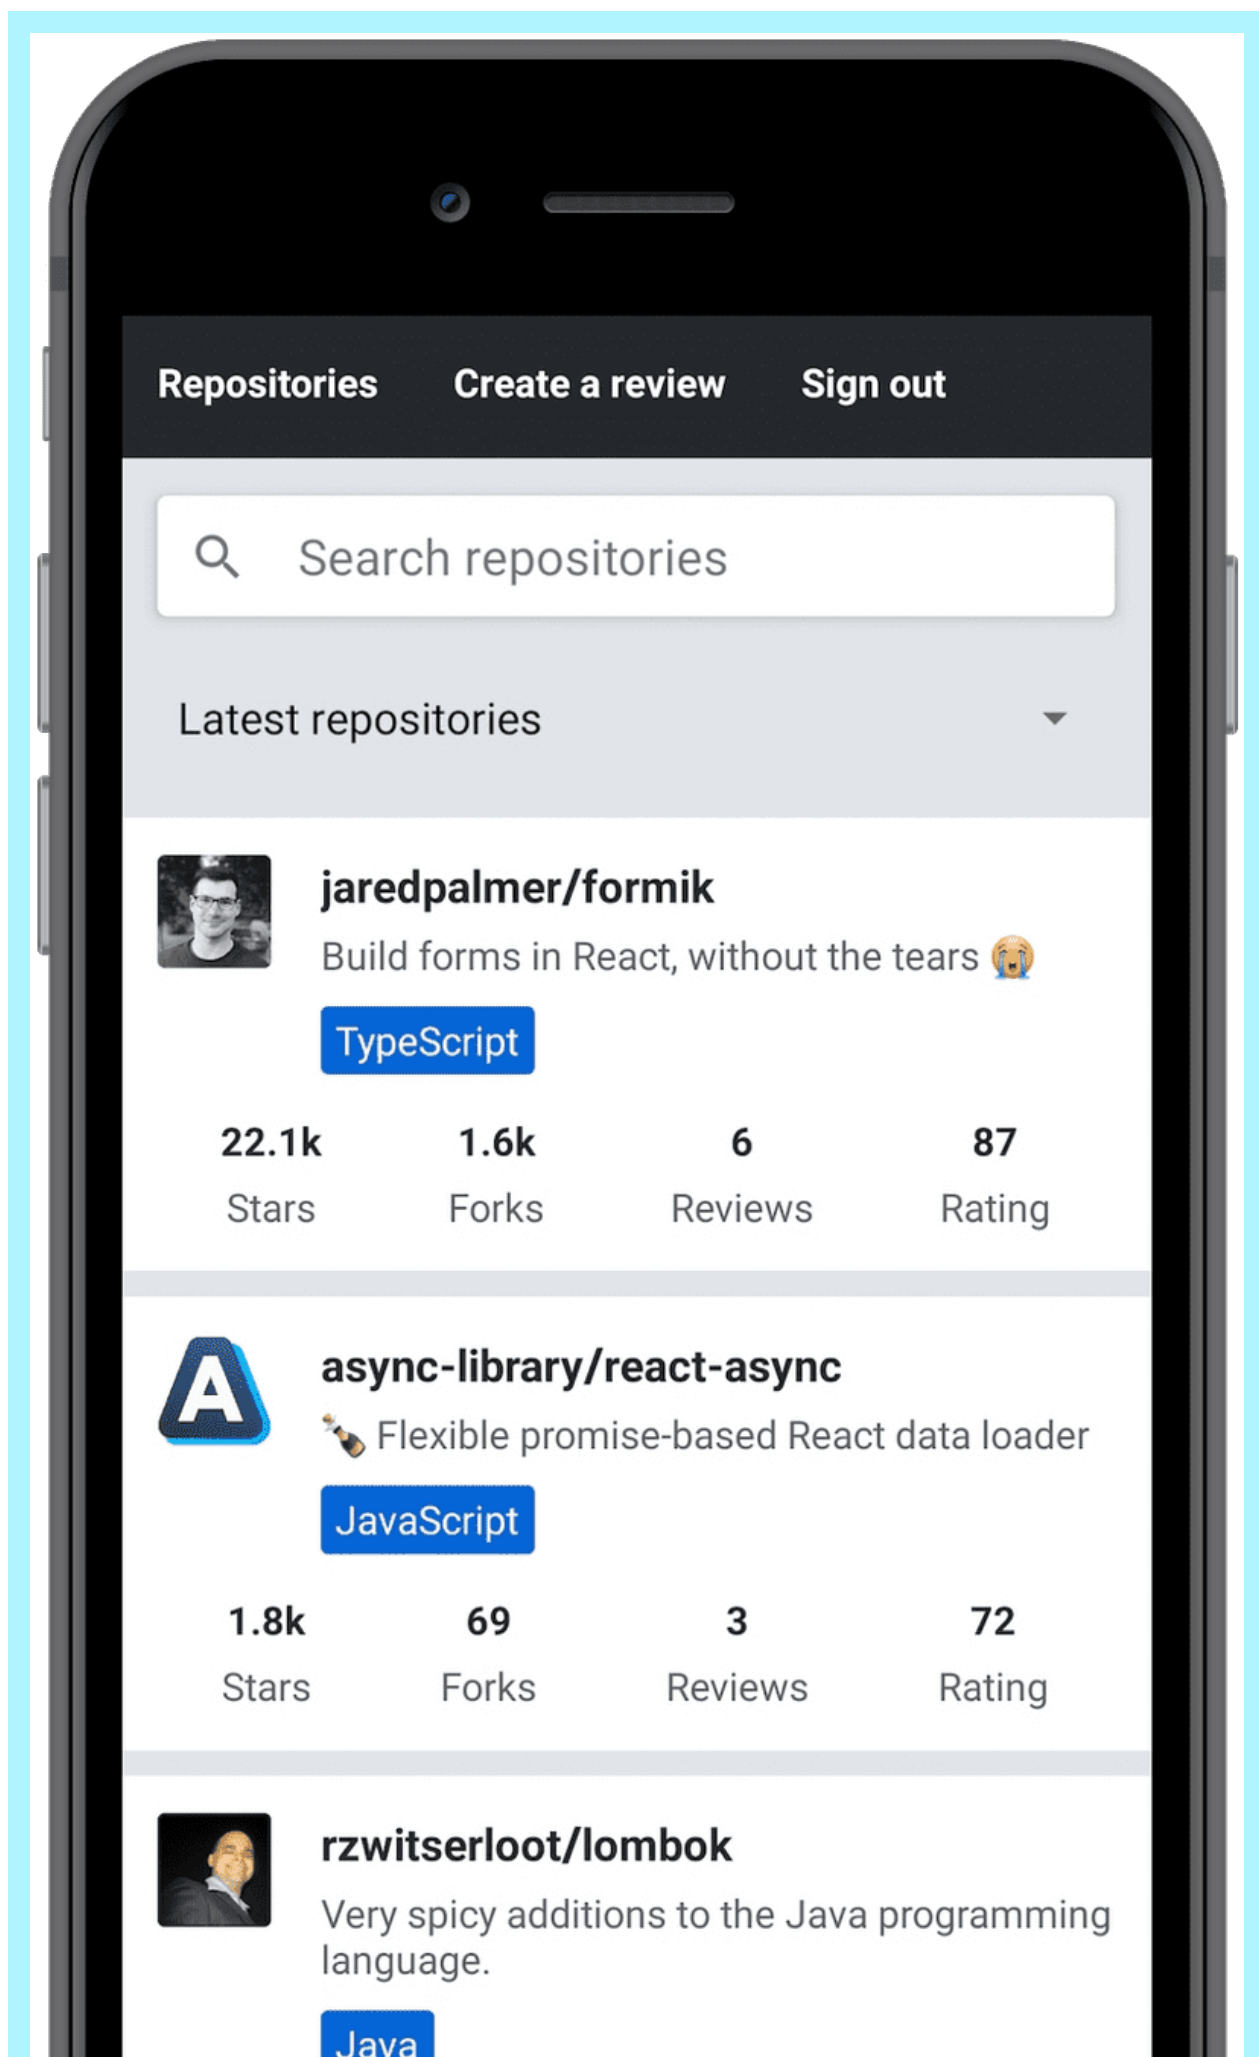 Repositories Create a review Sign out
Search repositories
Latest repositories
jaredpalmer/formik
Build forms in React, without the tears 😭
TypeScript
22.1k 1.6k 6 87
Stars Forks Reviews Rating
A
async-library/react-async
🍾 Flexible promise-based React data loader
JavaScript
1.8k 69 3 72
Stars Forks Reviews Rating
rzwitserloot/lombok
Very spicy additions to the Java programming
language.
Java